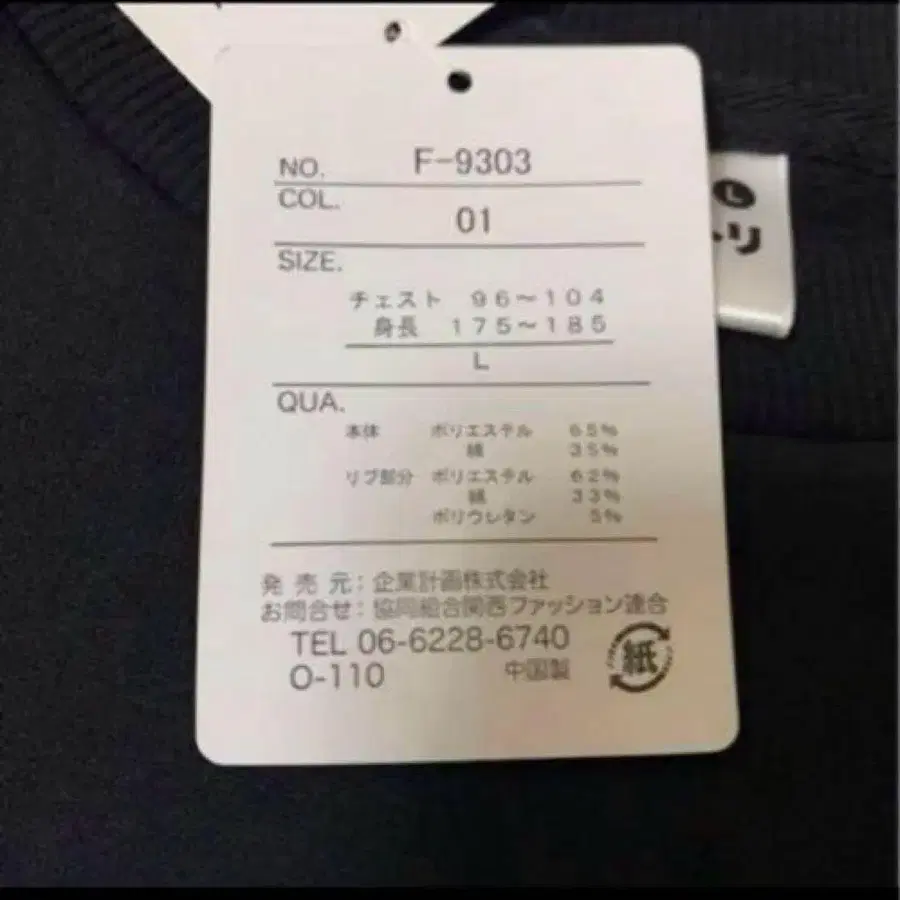 NO. F-9303
COL. 01
SIZE.
チェスト 96~104
身長 175~185
L
QUA.
本体 ポリエステル 65%
綿 35%
リブ部分 ポリエステル 62%
綿 33%
ポリウレタン 5%
発売元:企業計画株式会社
お問合せ:協同組合関西ファッション連合
TEL 06-6228-6740
O-110 中国製
紙
L